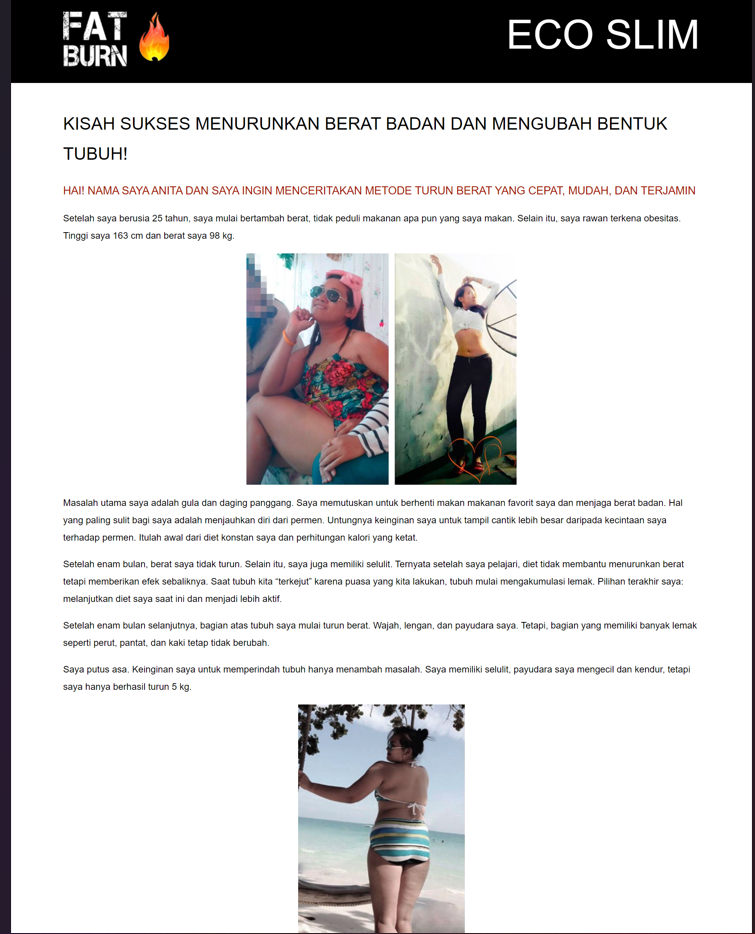 FAT
BURN
ECO SLIM
KISAH SUKSES MENURUNKAN BERAT BADAN DAN MENGUBAH BENTUK
TUBUH!
HAI! NAMA SAYA ANITA DAN SAYA INGIN MENCERITAKAN METODE TURUN BERAT YANG CEPAT, MUDAH, DAN TERJAMIN
Setelah saya berusia 25 tahun, saya mulai bertambah berat, tidak peduli makanan apa pun yang saya makan. Selain itu, saya rawan terkena obesitas.
Tinggi saya 163 cm dan berat saya 98 kg.
Masalah utama saya adalah gula dan daging panggang. Saya memutuskan untuk berhenti makan makanan favorit saya dan menjaga berat badan. Hal
yang paling sulit bagi saya adalah menjauhkan diri dari permen. Untungnya keinginan saya untuk tampil cantik lebih besar daripada kecintaan saya
terhadap permen. Itulah awal dari diet konstan saya dan perhitungan kalori yang ketat.
Setelah enam bulan, berat saya tidak turun. Selain itu, saya juga memiliki selulit. Ternyata setelah saya pelajari, diet tidak membantu menurunkan berat
tetapi memberikan efek sebaliknya. Saat tubuh kita “terkejut” karena puasa yang kita lakukan, tubuh mulai mengakumulasi lemak. Pilihan terakhir saya:
melanjutkan diet saya saat ini dan menjadi lebih aktif.
Setelah enam bulan selanjutnya, bagian atas tubuh saya mulai turun berat. Wajah, lengan, dan payudara saya. Tetapi, bagian yang memiliki banyak lemak
seperti perut, pantat, dan kaki tetap tidak berubah.
Saya putus asa. Keinginan saya untuk memperindah tubuh hanya menambah masalah. Saya memiliki selulit, payudara saya mengecil dan kendur, tetapi
saya hanya berhasil turun 5 kg.